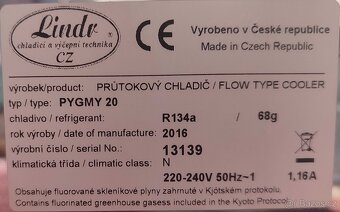 Lindr
chladicí a výčepní technika
CZ
CE
Vyrobeno v České republice
Made in Czech Republic
výrobek/product: PRŮTOKOVÝ CHLADIČ / FLOW TYPE COOLER
typ / type: PYGMY 20
chladivo / refrigerant: R134a / 68g
rok výroby / date of manufacture: 2016
výrobní číslo / serial No.: 13139
klimatická třída / climatic class: N
220-240V 50Hz~1 1,16A
Obsahuje fluorované skleníkové plyny zahrnité v Kjótském protokolu.
Contains fluorinated greenhouse gasess included in the Kyoto Protocol